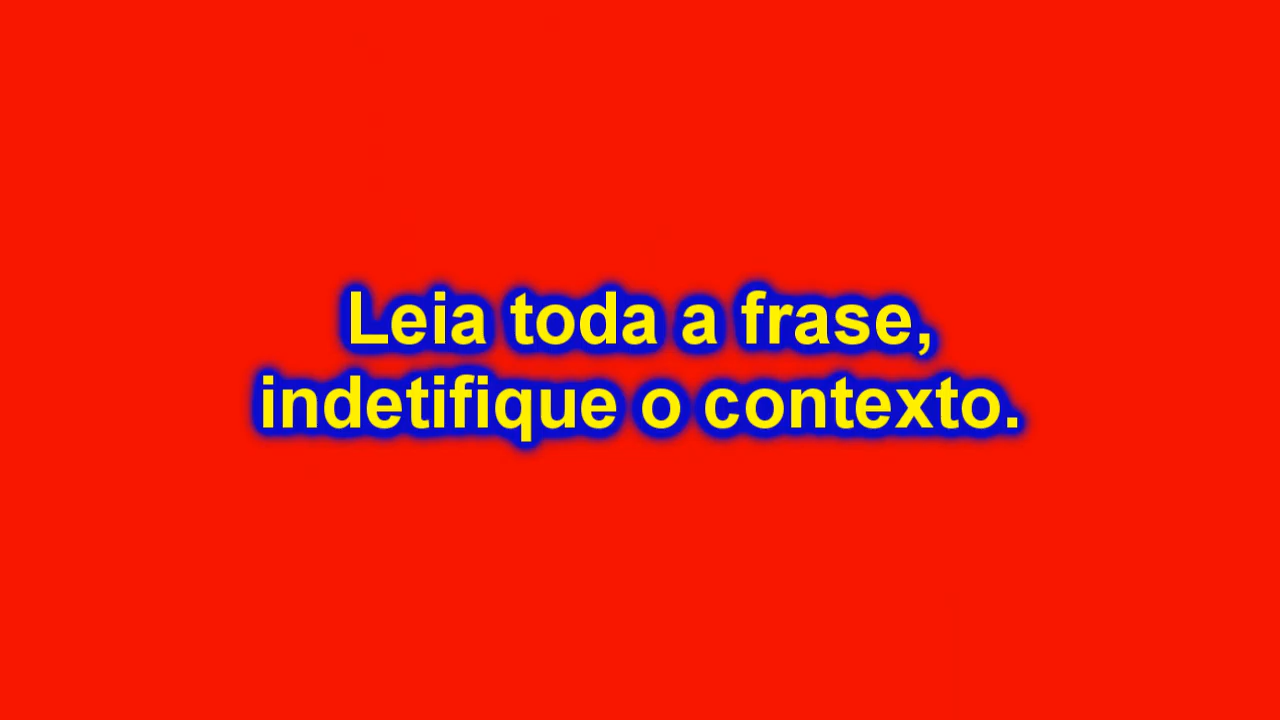 Leia toda a frase,
indetifique o contexto.